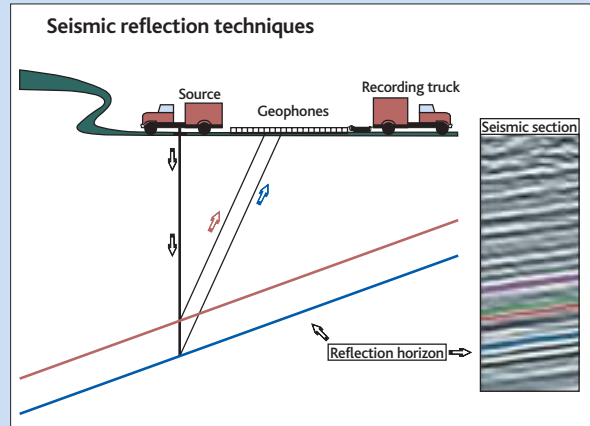 Seismic reflection techniques
Source
Geophones
Recording truck
Seismic section
Reflection horizon